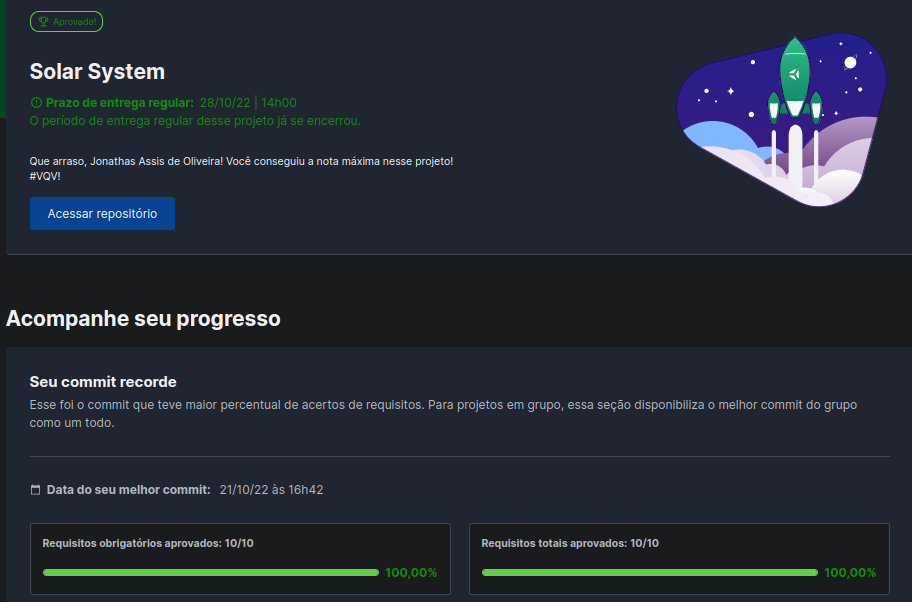 Aprovado!
Solar System
Prazo de entrega regular: 28/10/22 | 14h00
O período de entrega regular desse projeto já se encerrou.
Que arraso, Jonathas Assis de Oliveira! Você conseguiu a nota máxima nesse projeto!
#VQV!
Acessar repositório
Acompanhe seu progresso
Seu commit recorde
Esse foi o commit que teve maior percentual de acertos de requisitos. Para projetos em grupo, essa seção disponibiliza o melhor commit do grupo
como um todo.
Data do seu melhor commit: 21/10/22 às 16h42
Requisitos obrigatórios aprovados: 10/10
100,00%
Requisitos totais aprovados: 10/10
100,00%